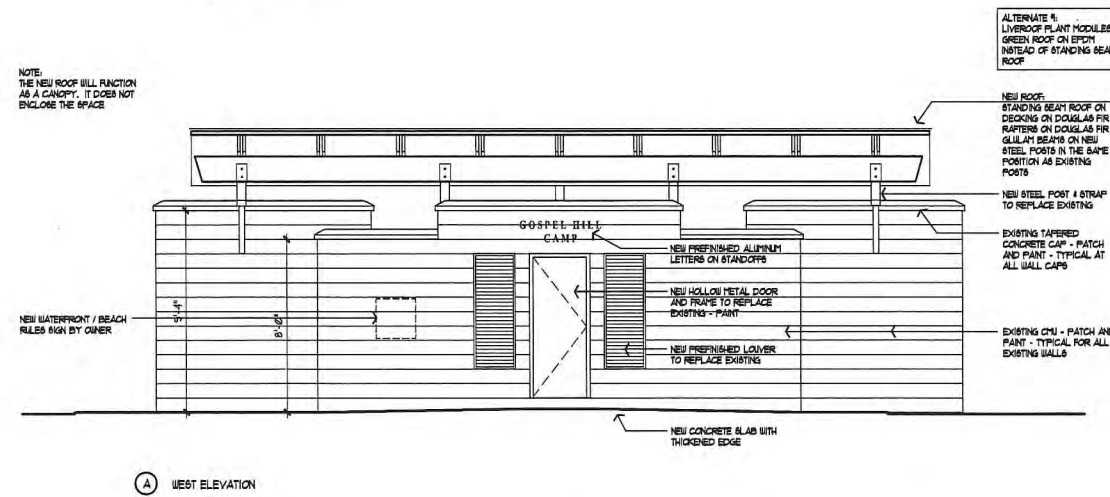 ALTERNATE #1:
LIVEROOF PLANT MODULES
GREEN ROOF ON EPDM
INSTEAD OF STANDING SEAM
ROOF
NOTE:
THE NEW ROOF WILL FUNCTION
AS A CANOPY. IT DOES NOT
ENCLOSE THE SPACE
NEW ROOF:
STANDING SEAM ROOF ON
DECKING ON DOUGLAS FIR
RAFTERS ON DOUGLAS FIR
GLULAM BEAMS ON NEW
STEEL POSTS IN THE SAME
POSITION AS EXISTING
POSTS
NEW STEEL POST & STRAP
TO REPLACE EXISTING
GOSPEL HILL
CAMP
EXISTING TAPERED
CONCRETE CAP - PATCH
AND PAINT - TYPICAL AT
ALL WALL CAPS
NEW PREFINISHED ALUMINUM
LETTERS ON STANDOFFS
NEW HOLLOW METAL DOOR
AND FRAME TO REPLACE
EXISTING - PAINT
NEW WATERFRONT / BEACH
RULES SIGN BY OWNER
9'-4"
8'-0"
NEW PREFINISHED LOUVER
TO REPLACE EXISTING
EXISTING CMU - PATCH AND
PAINT - TYPICAL FOR ALL
EXISTING WALLS
NEW CONCRETE SLAB WITH
THICKENED EDGE
A WEST ELEVATION